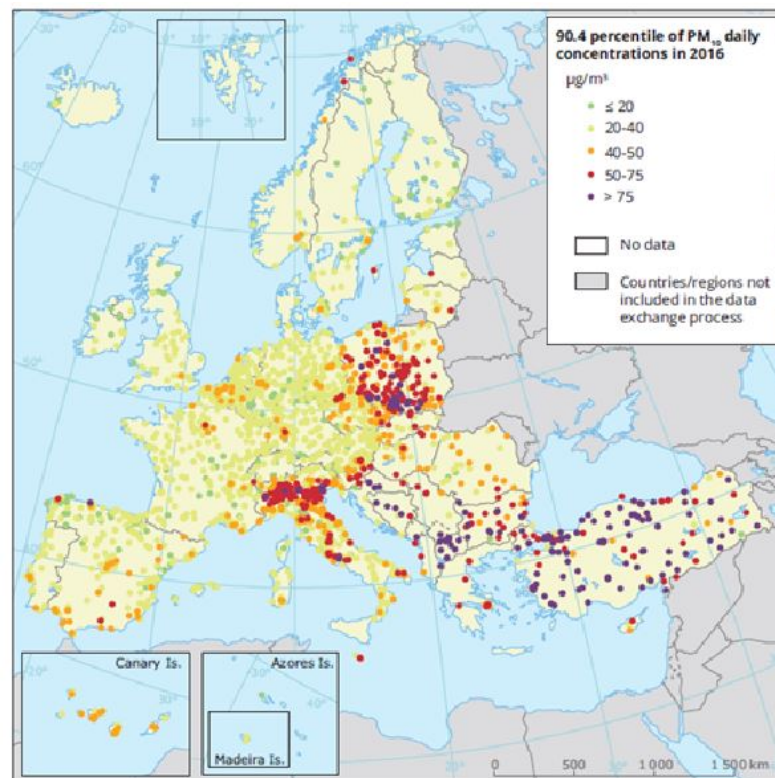 90.4 percentile of PM₁₀ daily
concentrations in 2016
µg/m³
≤ 20
20-40
40-50
50-75
> 75
No data
Countries/regions not
included in the data
exchange process
Canary Is.
Azores Is.
Madeira Is.
0 500 1 000 1 500 km